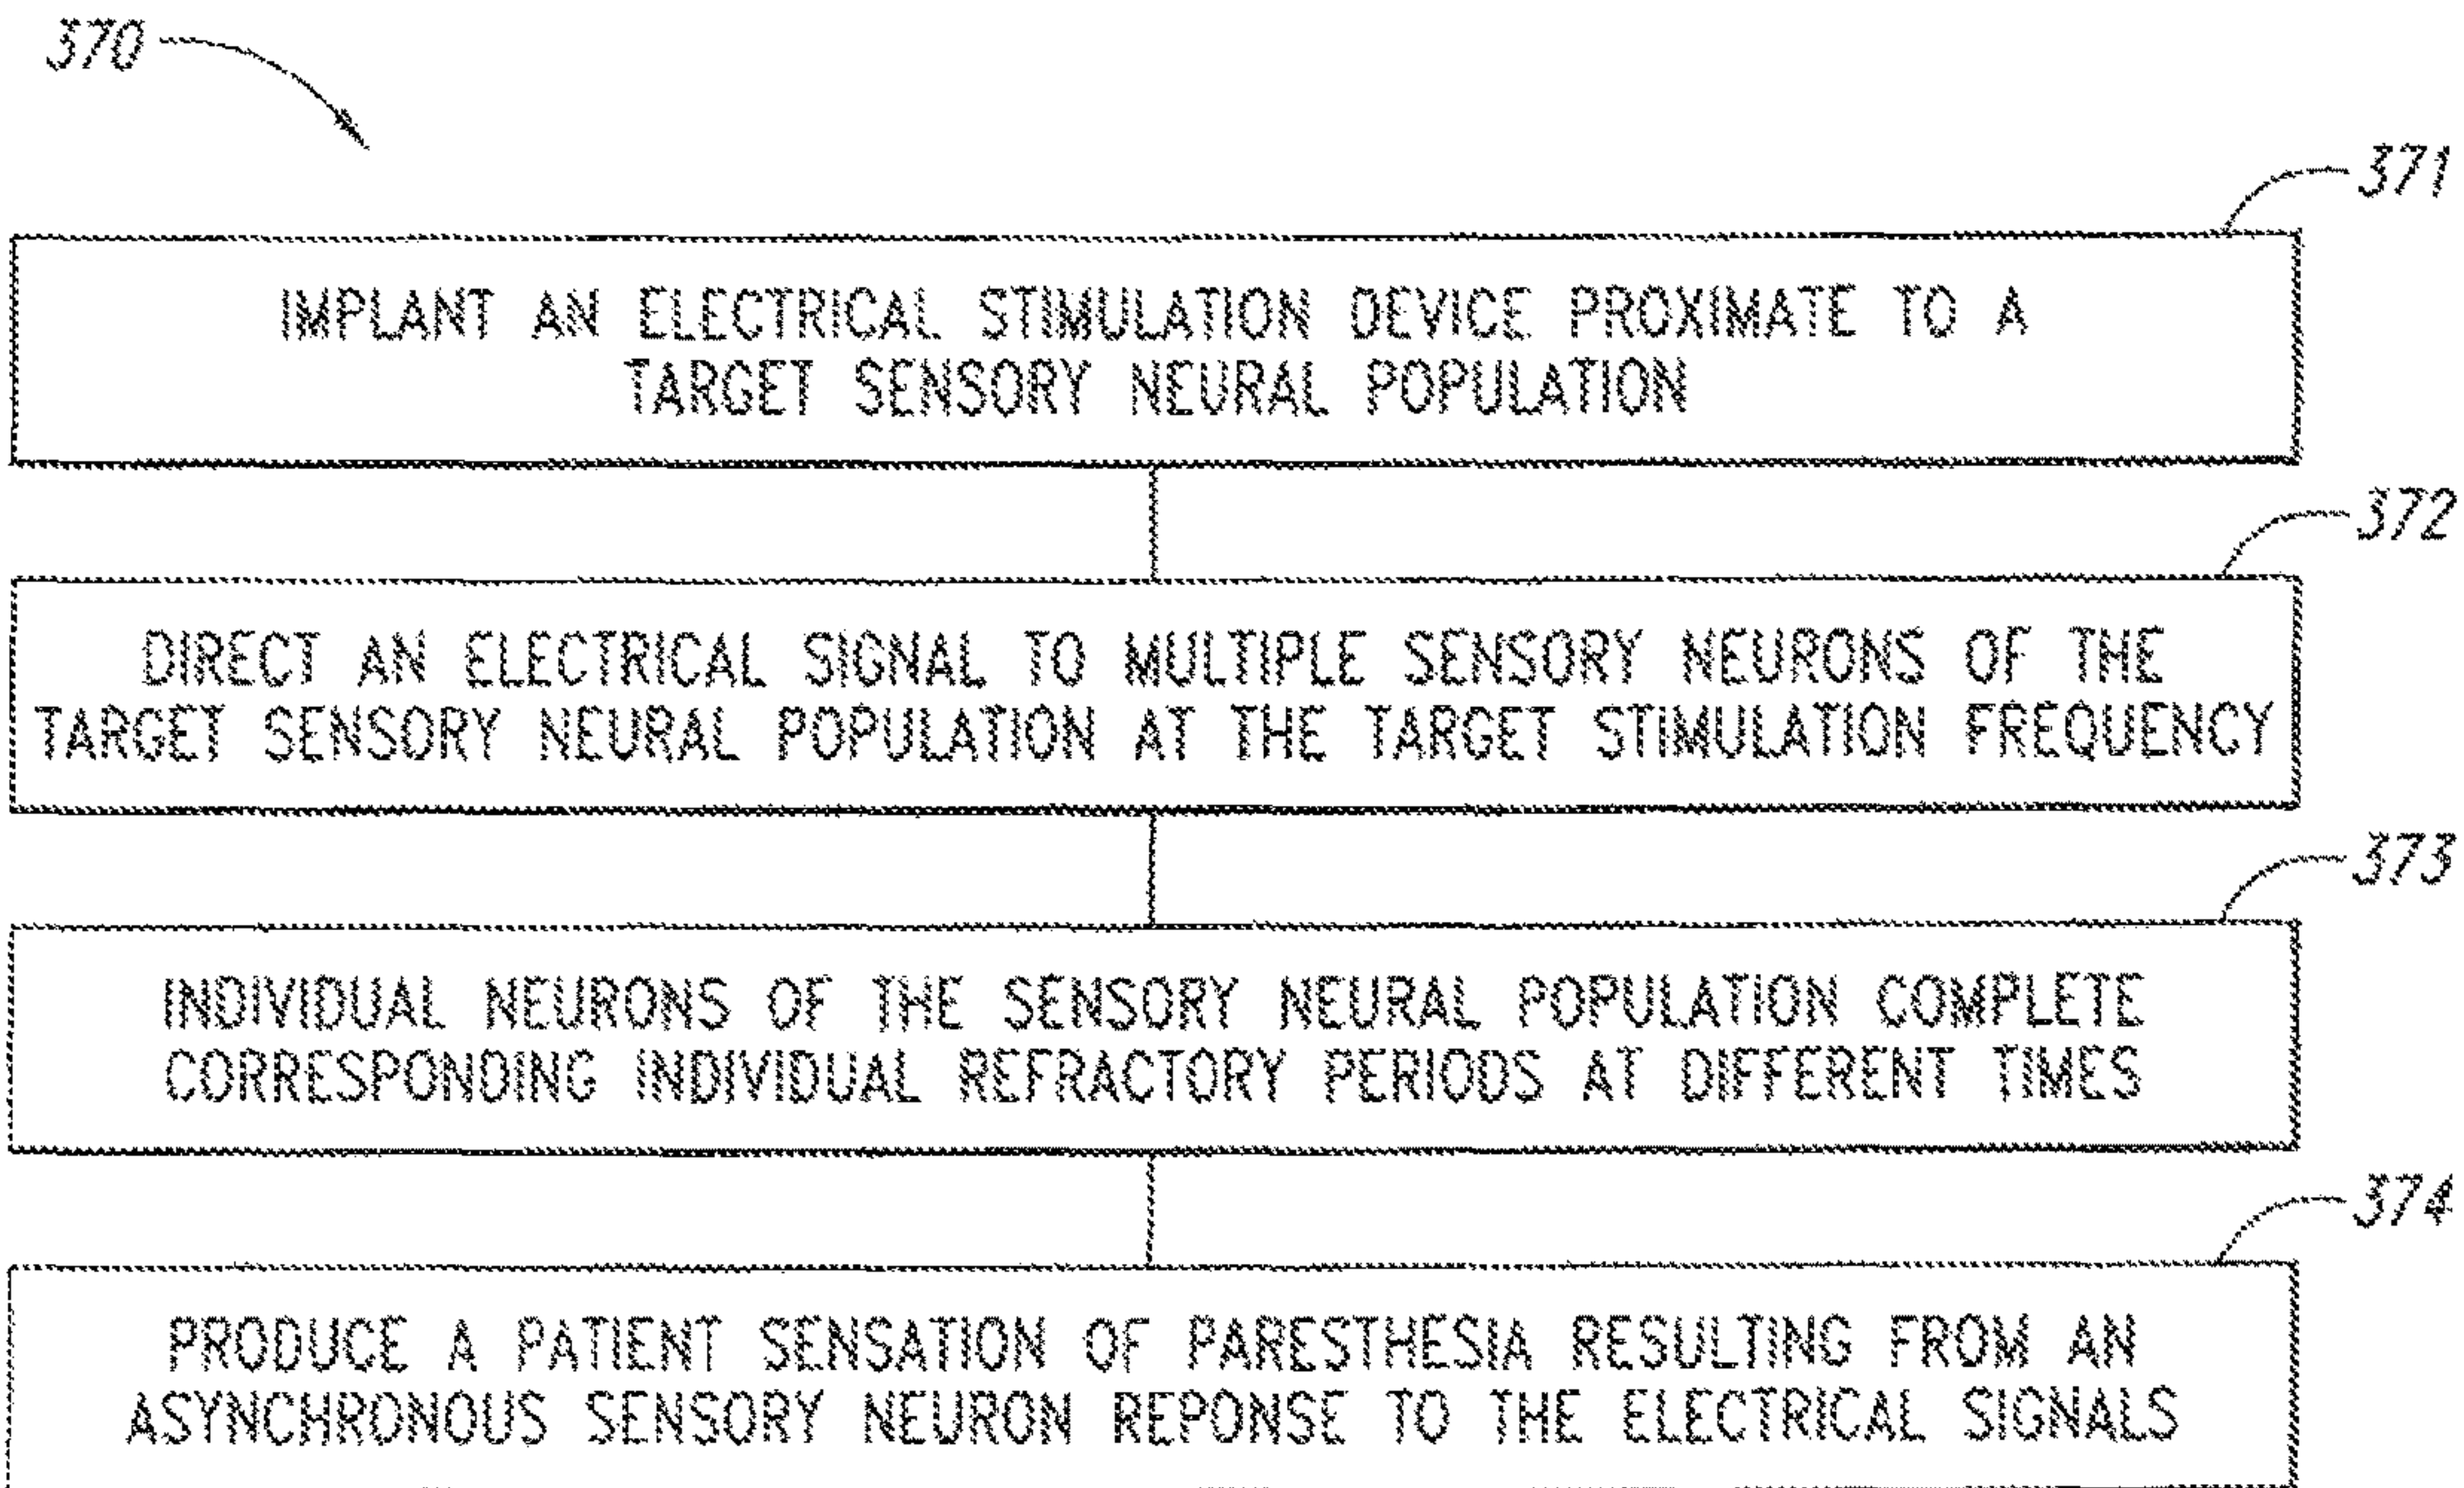 370
371
IMPLANT AN ELECTRICAL STIMULATION DEVICE PROXIMATE TO A
TARGET SENSORY NEURAL POPULATION
372
DIRECT AN ELECTRICAL SIGNAL TO MULTIPLE SENSORY NEURONS OF THE
TARGET SENSORY NEURAL POPULATION AT THE TARGET STIMULATION FREQUENCY
373
INDIVIDUAL NEURONS OF THE SENSORY NEURAL POPULATION COMPLETE
CORRESPONDING INDIVIDUAL REFRACTORY PERIODS AT DIFFERENT TIMES
374
PRODUCE A PATIENT SENSATION OF PARESTHESIA RESULTING FROM AN
ASYNCHRONOUS SENSORY NEURON REPONSE TO THE ELECTRICAL SIGNALS